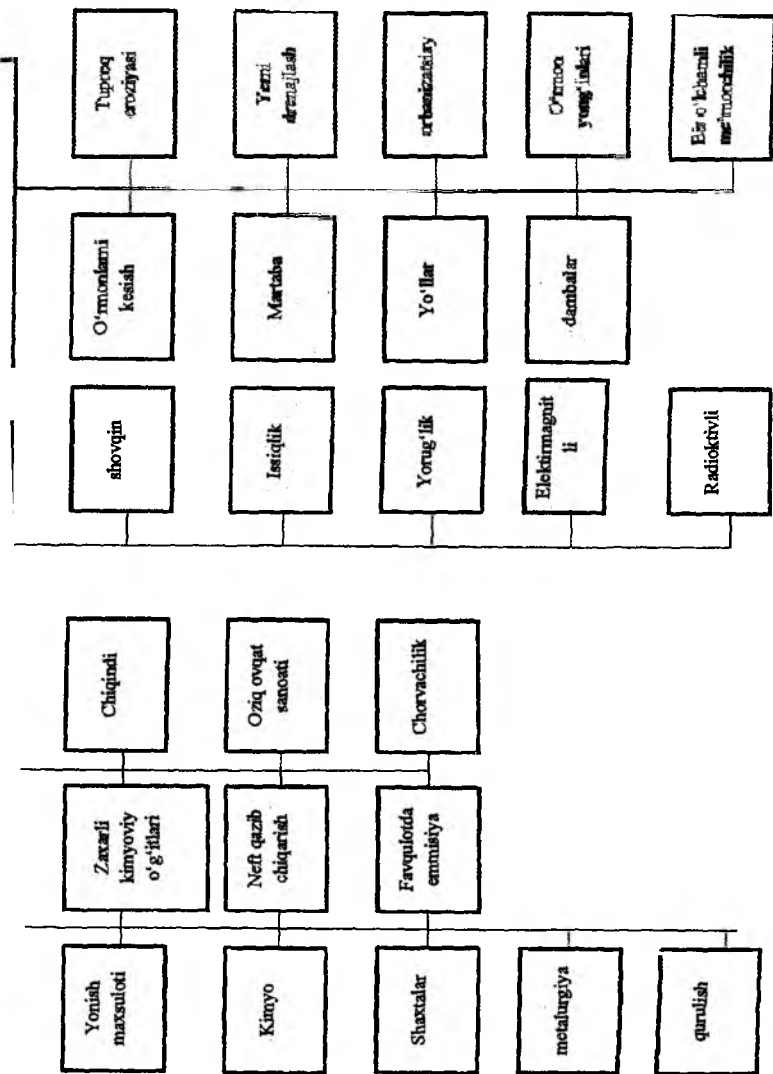 Yonish
maxsuloti
Zaxarli
kimyoviy
o‘g‘itlari
Chiqindi
shovqin
O‘rmonlarni
kesish
Tuproq
eroziyasi
Kimyo
Neft qazib
chiqarish
Oziq ovqat
sanoati
Issiqlik
Martaba
Yerni
drenajlash
Shaxtalar
Favqulotda
emmisiya
Chorvachilik
Yorug‘lik
Yo‘llar
metalurgiya
Elektirmagnit
li
dambalar
O‘rmon
yong‘inlari
qurulish
Radioktivli
Bir o‘lchamli
me’morchilik